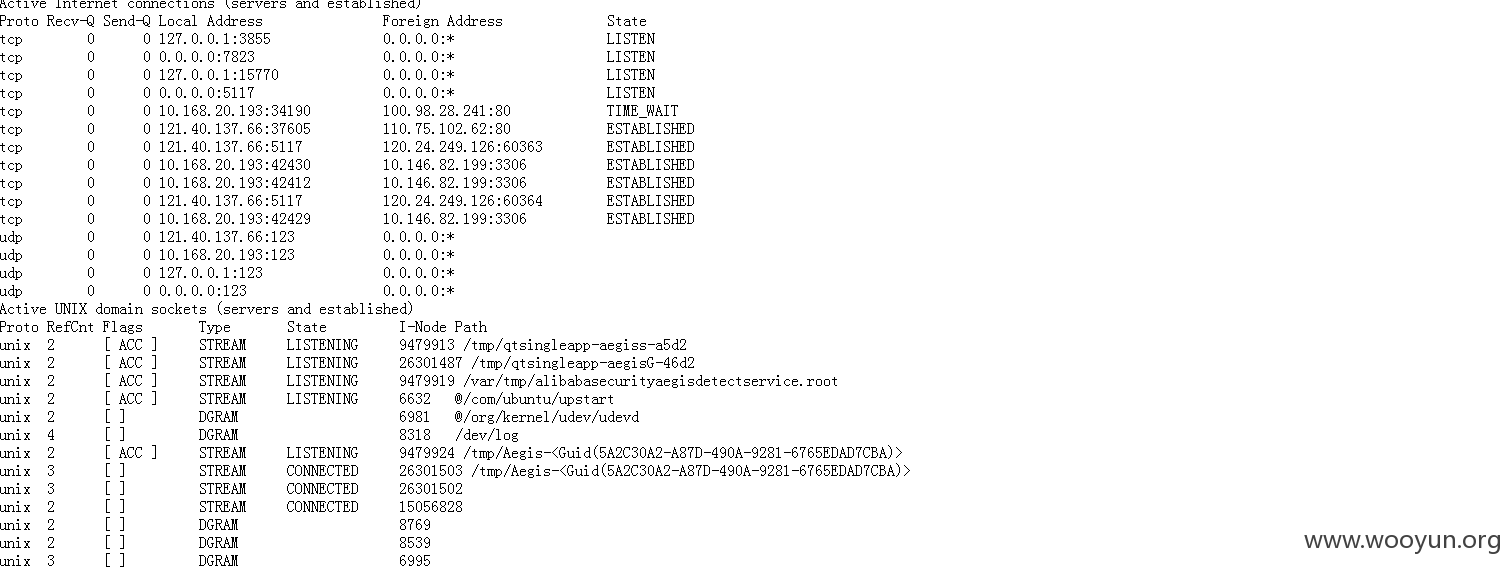 Active Internet connections (servers and established)
Proto Recv-Q Send-Q Local Address Foreign Address State
tcp 0 0 127.0.0.1:3855 0.0.0.0:* LISTEN
tcp 0 0 0.0.0.0:7823 0.0.0.0:* LISTEN
tcp 0 0 127.0.0.1:15770 0.0.0.0:* LISTEN
tcp 0 0 0.0.0.0:5117 0.0.0.0:* LISTEN
tcp 0 0 10.168.20.193:34190 100.98.28.241:80 TIME_WAIT
tcp 0 0 121.40.137.66:37605 110.75.102.62:80 ESTABLISHED
tcp 0 0 121.40.137.66:5117 120.24.249.126:60363 ESTABLISHED
tcp 0 0 10.168.20.193:42430 10.146.82.199:3306 ESTABLISHED
tcp 0 0 10.168.20.193:42412 10.146.82.199:3306 ESTABLISHED
tcp 0 0 121.40.137.66:5117 120.24.249.126:60364 ESTABLISHED
tcp 0 0 10.168.20.193:42429 10.146.82.199:3306 ESTABLISHED
udp 0 0 121.40.137.66:123 0.0.0.0:*
udp 0 0 10.168.20.193:123 0.0.0.0:*
udp 0 0 127.0.0.1:123 0.0.0.0:*
udp 0 0 0.0.0.0:123 0.0.0.0:*
Active UNIX domain sockets (servers and established)
Proto RefCnt Flags Type State I-Node Path
unix 2 [ ACC ] STREAM LISTENING 9479913 /tmp/qtsingleapp-aegiss-a5d2
unix 2 [ ACC ] STREAM LISTENING 26301487 /tmp/qtsingleapp-aegisG-46d2
unix 2 [ ACC ] STREAM LISTENING 9479919 /var/tmp/alibabasecurityaegisdetectservice.root
unix 2 [ ACC ] STREAM LISTENING 6632 @/com/ubuntu/upstart
unix 2 [ ] DGRAM 6981 @/org/kernel/udev/udevd
unix 4 [ ] DGRAM 8318 /dev/log
unix 2 [ ACC ] STREAM LISTENING 9479924 /tmp/Aegis-<Guid(5A2C30A2-A87D-490A-9281-6765EDAD7CBA)>
unix 3 [ ] STREAM CONNECTED 26301503 /tmp/Aegis-<Guid(5A2C30A2-A87D-490A-9281-6765EDAD7CBA)>
unix 3 [ ] STREAM CONNECTED 26301502
unix 2 [ ] STREAM CONNECTED 15056828
unix 2 [ ] DGRAM 8769
unix 2 [ ] DGRAM 8539
unix 3 [ ] DGRAM 6995
www.wooyun.org